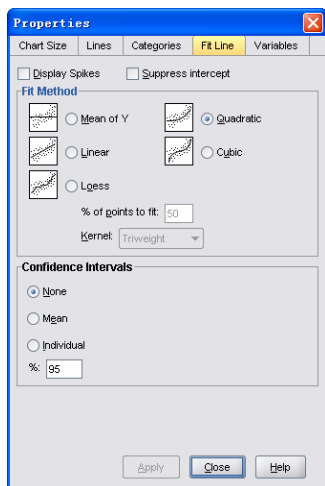 Properties
Chart Size Lines Categories Fit Line Variables
Display Spikes Suppress intercept
Fit Method
Mean of Y Quadratic
Linear Cubic
Loess
% of points to fit: 50
Kernel: Triweight
Confidence Intervals
None
Mean
Individual
%: 95
Apply Close Help